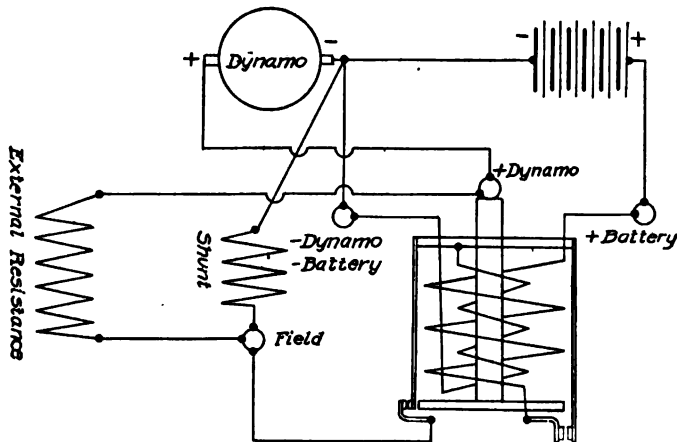 + Dynamo -
- +
+Dynamo
External Resistance
Shunt
-Dynamo
-Battery
+Battery
Field